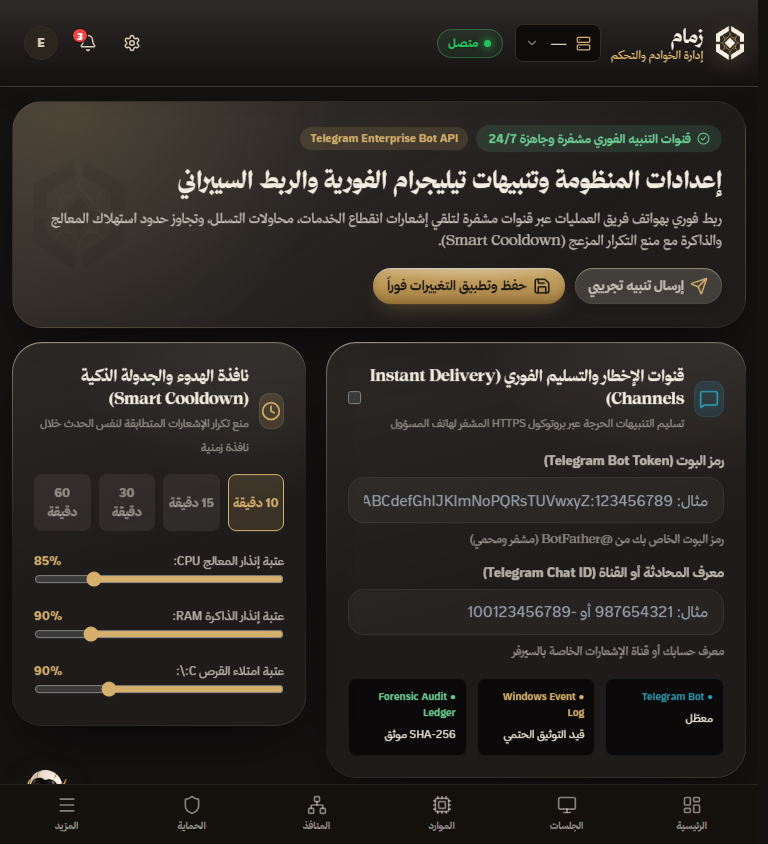 زمام
إدارة الخوادم والتحكم
—
متصل
3
E
قنوات التنبيه الفوري مشفرة وجاهزة 24/7
Telegram Enterprise Bot API
إعدادات المنظومة وتنبيهات تيليجرام الفورية والربط السيبراني
ربط فوري بهواتف فريق العمليات عبر قنوات مشفرة لتلقي إشعارات انقطاع الخدمات، محاولات التسلل، وتجاوز حدود استهلاك المعالج
والذاكرة مع منع التكرار المزعج (Smart Cooldown).
إرسال تنبيه تجريبي
حفظ وتطبيق التغييرات فوراً
قنوات الإخطار والتسليم الفوري (Instant Delivery
Channels)
تسليم التنبيهات الحرجة عبر بروتوكول HTTPS المشفر لهاتف المسؤول
رمز البوت (Telegram Bot Token)
مثال: 123456789:ABCdefGhIJKlmNoPQRsTUVwxyZ
رمز البوت الخاص بك من @BotFather (مشفر ومحمي)
معرف المحادثة أو القناة (Telegram Chat ID)
مثال: 987654321 أو -100123456789
معرف حسابك أو قناة الإشعارات الخاصة بالسيرفر
● Telegram Bot
معطل
● Windows Event
Log
قيد التوثيق الحتمي
● Forensic Audit
Ledger
SHA-256 موثق
نافذة الهدوء والجدولة الذكية
(Smart Cooldown)
منع تكرار الإشعارات المتطابقة لنفس الحدث خلال
نافذة زمنية
10 دقيقة
15 دقيقة
30
دقيقة
60
دقيقة
عتبة إنذار المعالج CPU:
85%
عتبة إنذار الذاكرة RAM:
90%
عتبة امتلاء القرص C:\:
90%
الرئيسية
الجلسات
الموارد
المنافذ
الحماية
المزيد